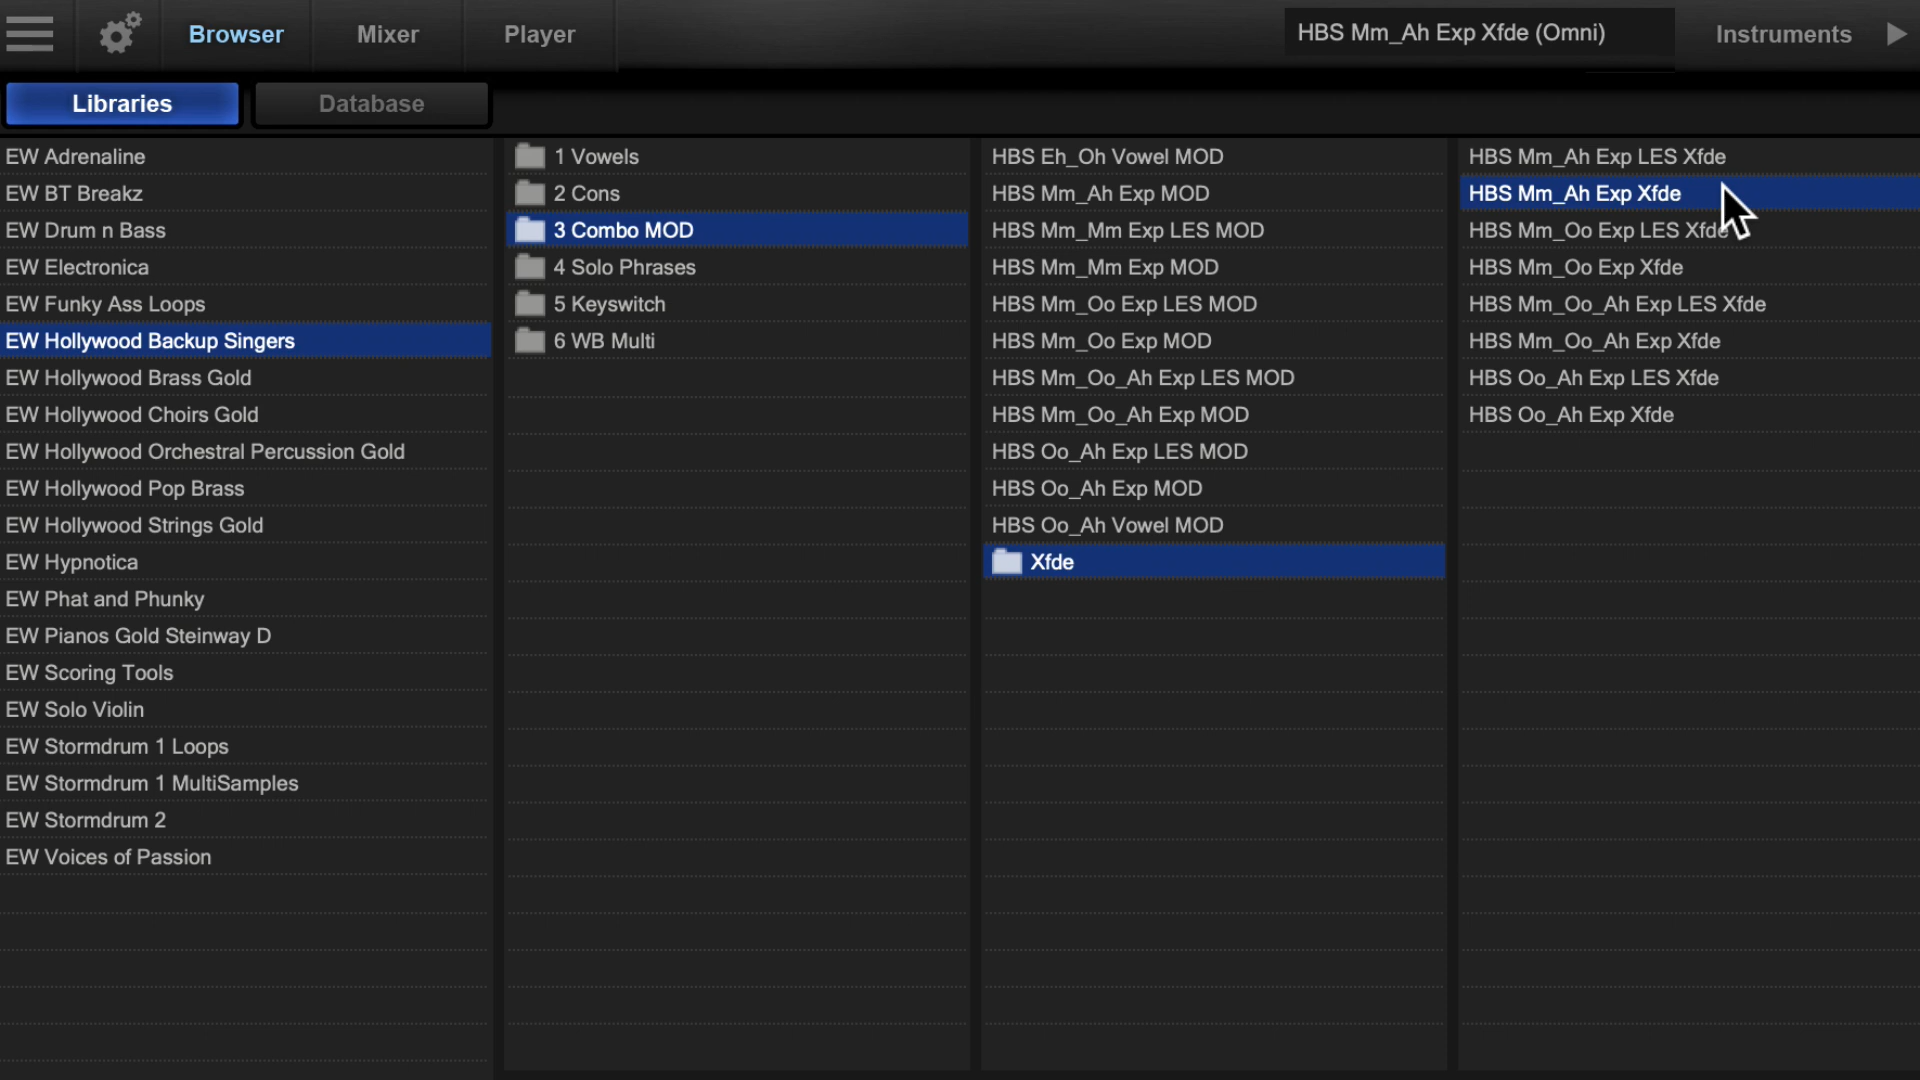 Browser
Mixer
Player
HBS Mm_Ah Exp Xfde (Omni)
Instruments
Libraries
Database
EW Adrenaline
EW BT Breakz
EW Drum n Bass
EW Electronica
EW Funky Ass Loops
EW Hollywood Backup Singers
EW Hollywood Brass Gold
EW Hollywood Choirs Gold
EW Hollywood Orchestral Percussion Gold
EW Hollywood Pop Brass
EW Hollywood Strings Gold
EW Hypnotica
EW Phat and Phunky
EW Pianos Gold Steinway D
EW Scoring Tools
EW Solo Violin
EW Stormdrum 1 Loops
EW Stormdrum 1 MultiSamples
EW Stormdrum 2
EW Voices of Passion
1 Vowels
2 Cons
3 Combo MOD
4 Solo Phrases
5 Keyswitch
6 WB Multi
HBS Eh_Oh Vowel MOD
HBS Mm_Ah Exp MOD
HBS Mm_Mm Exp LES MOD
HBS Mm_Mm Exp MOD
HBS Mm_Oo Exp LES MOD
HBS Mm_Oo Exp MOD
HBS Mm_Oo_Ah Exp LES MOD
HBS Mm_Oo_Ah Exp MOD
HBS Oo_Ah Exp LES MOD
HBS Oo_Ah Exp MOD
HBS Oo_Ah Vowel MOD
Xfde
HBS Mm_Ah Exp LES Xfde
HBS Mm_Ah Exp Xfde
HBS Mm_Oo Exp LES Xfde
HBS Mm_Oo Exp Xfde
HBS Mm_Oo_Ah Exp LES Xfde
HBS Mm_Oo_Ah Exp Xfde
HBS Oo_Ah Exp LES Xfde
HBS Oo_Ah Exp Xfde